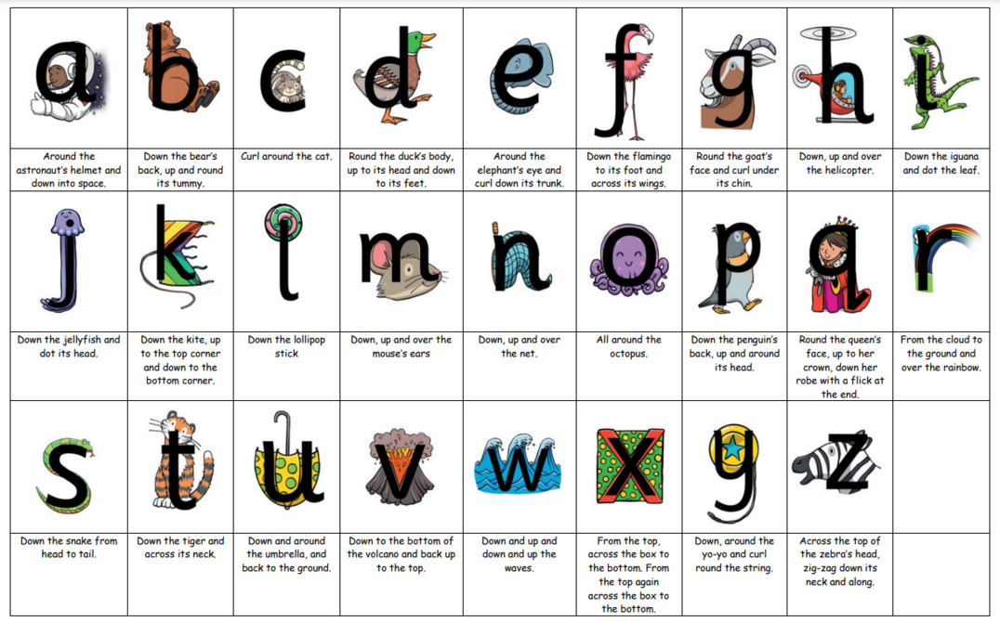 a b c d e f g h i
Around the
astronaut's helmet and
down into space.
Down the bear's
back, up and round
its tummy.
Curl around the cat.
Round the duck's body,
up to its head and down
to its feet.
Around the
elephant's eye and
curl down its trunk.
Down the flamingo
to its foot and
across its wings.
Round the goat's
face and curl under
its chin.
Down, up and over
the helicopter.
Down the iguana
and dot the leaf.
j k l m n o p q r
Down the jellyfish and
dot its head.
Down the kite, up
to the top corner
and down to the
bottom corner.
Down the lollipop
stick
Down, up and over the
mouse's ears
Down, up and over
the net.
All around the
octopus.
Down the penguin's
back, up and around
its head.
Round the queen's
face, up to her
crown, down her
robe with a flick at
the end.
From the cloud to
the ground and
over the rainbow.
s t u v w x y z
Down the snake from
head to tail.
Down the tiger and
across its neck.
Down and around
the umbrella, and
back to the ground.
Down to the bottom of
the volcano and back up
to the top.
Down and up and
down and up the
waves.
From the top,
across the box to
the bottom. From
the top again
across the box to
the bottom.
Down, around the
yo-yo and curl
round the string.
Across the top of
the zebra's head,
zig-zag down its
neck and along.